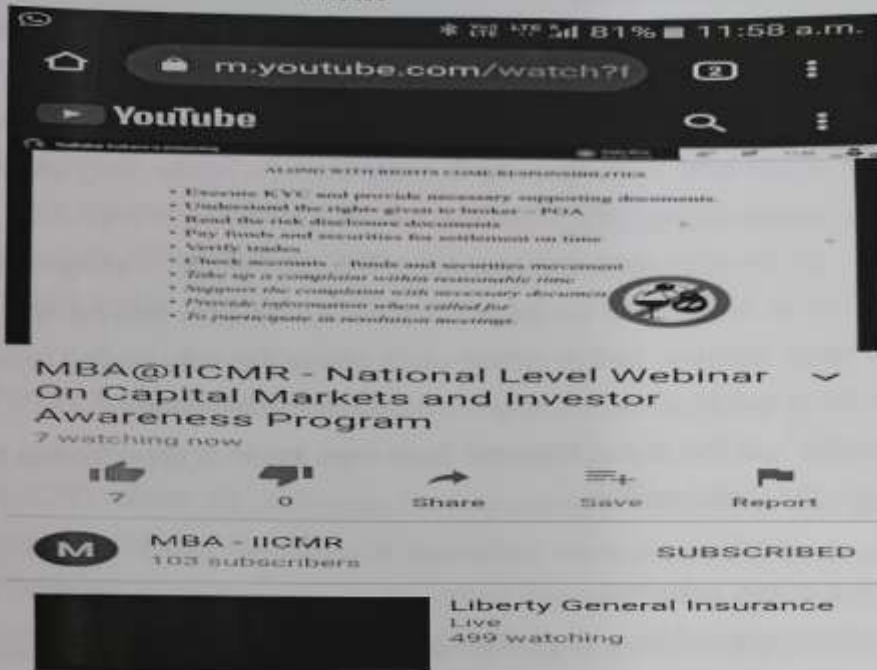 81% 11:58 a.m.
m.youtube.com/watch?f
2
YouTube
ALONG WITH RIGHTS COME RESPONSIBILITIES
• Execute KYC and provide necessary supporting documents.
• Understand the rights given to broker – POA
• Read the risk disclosure documents
• Pay funds and securities for settlement on time
• Verify trades
• Check accounts – funds and securities movement
• Take up a complaint within reasonable time
• Support the complaint with necessary document
• Provide information when called for
• To participate in resolution meetings.
MBA@IICMR - National Level Webinar
On Capital Markets and Investor
Awareness Program
7 watching now
7 0 Share Save Report
M MBA - IICMR SUBSCRIBED
103 subscribers
Liberty General Insurance
Live
499 watching